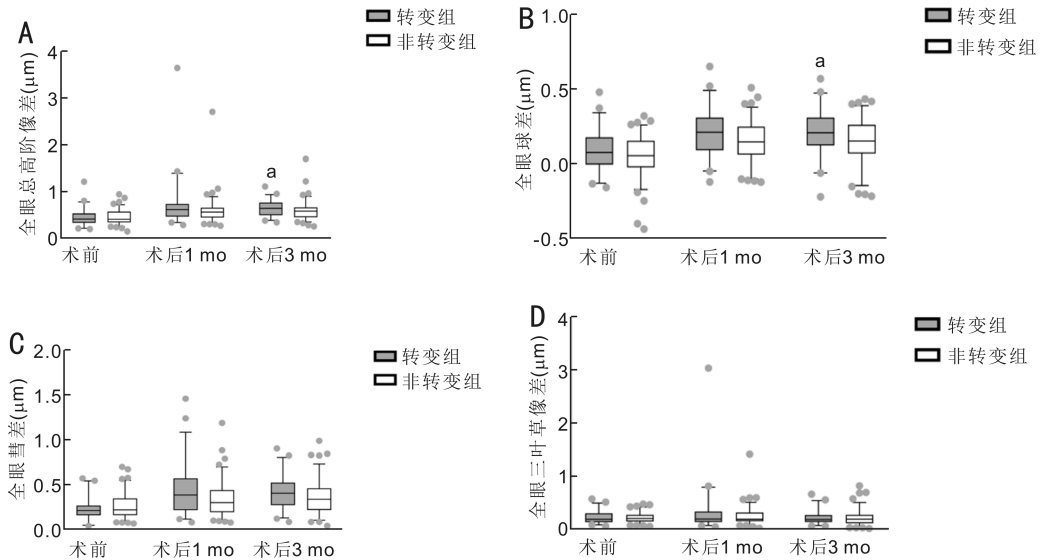 A
转变组
非转变组
全眼总高阶像差(μm)
4
3
2
1
0
a
术前
术后1 mo
术后3 mo
B
转变组
非转变组
全眼球差(μm)
1.0
0.5
0.0
-0.5
a
术前
术后1 mo
术后3 mo
C
转变组
非转变组
全眼彗差(μm)
2.0
1.5
1.0
0.5
0.0
术前
术后1 mo
术后3 mo
D
转变组
非转变组
全眼三叶草像差(μm)
4
3
2
1
0
术前
术后1 mo
术后3 mo